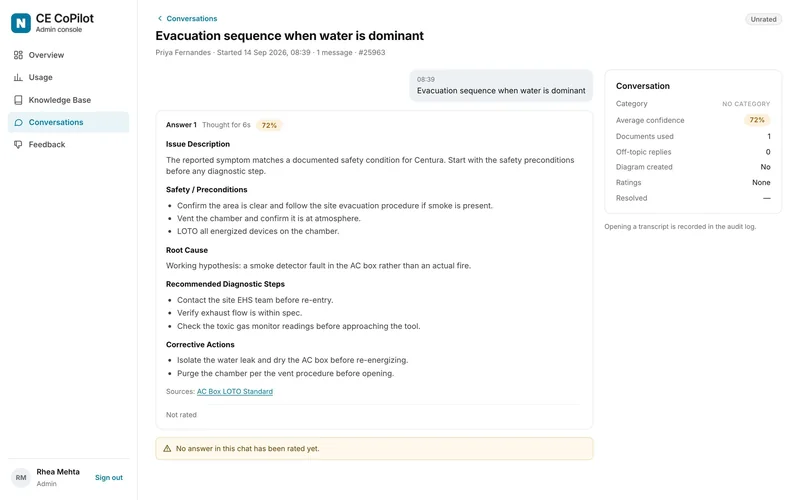 N
CE CoPilot
Admin console
Overview
Usage
Knowledge Base
Conversations
Feedback
RM
Rhea Mehta
Admin
Sign out
Conversations
Unrated
Evacuation sequence when water is dominant
Priya Fernandes · Started 14 Sep 2026, 08:39 · 1 message · #25963
08:39
Evacuation sequence when water is dominant
Answer 1 · Thought for 6s 72%
Issue Description
The reported symptom matches a documented safety condition for Centura. Start with the safety preconditions
before any diagnostic step.
Safety / Preconditions
• Confirm the area is clear and follow the site evacuation procedure if smoke is present.
• Vent the chamber and confirm it is at atmosphere.
• LOTO all energized devices on the chamber.
Root Cause
Working hypothesis: a smoke detector fault in the AC box rather than an actual fire.
Recommended Diagnostic Steps
• Contact the site EHS team before re-entry.
• Verify exhaust flow is within spec.
• Check the toxic gas monitor readings before approaching the tool.
Corrective Actions
• Isolate the water leak and dry the AC box before re-energizing.
• Purge the chamber per the vent procedure before opening.
Sources: AC Box LOTO Standard
Not rated
No answer in this chat has been rated yet.
Conversation
Category NO CATEGORY
Average confidence 72%
Documents used 1
Off-topic replies 0
Diagram created No
Ratings None
Resolved —
Opening a transcript is recorded in the audit log.